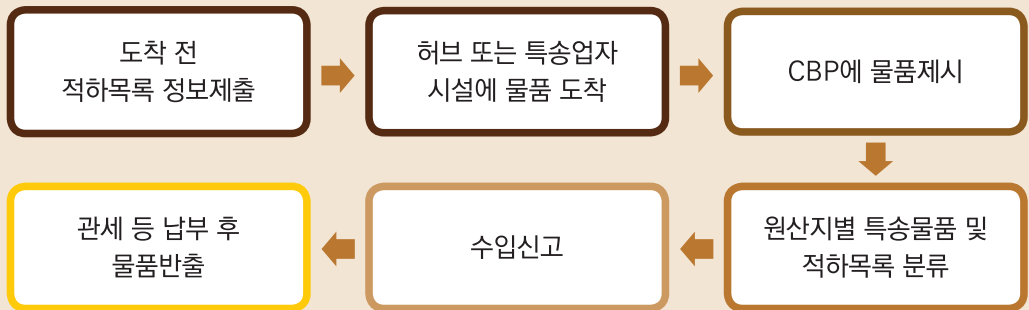 도착 전
적하목록 정보제출
허브 또는 특송업자
시설에 물품 도착
CBP에 물품제시
원산지별 특송물품 및
적하목록 분류
수입신고
관세 등 납부 후
물품반출